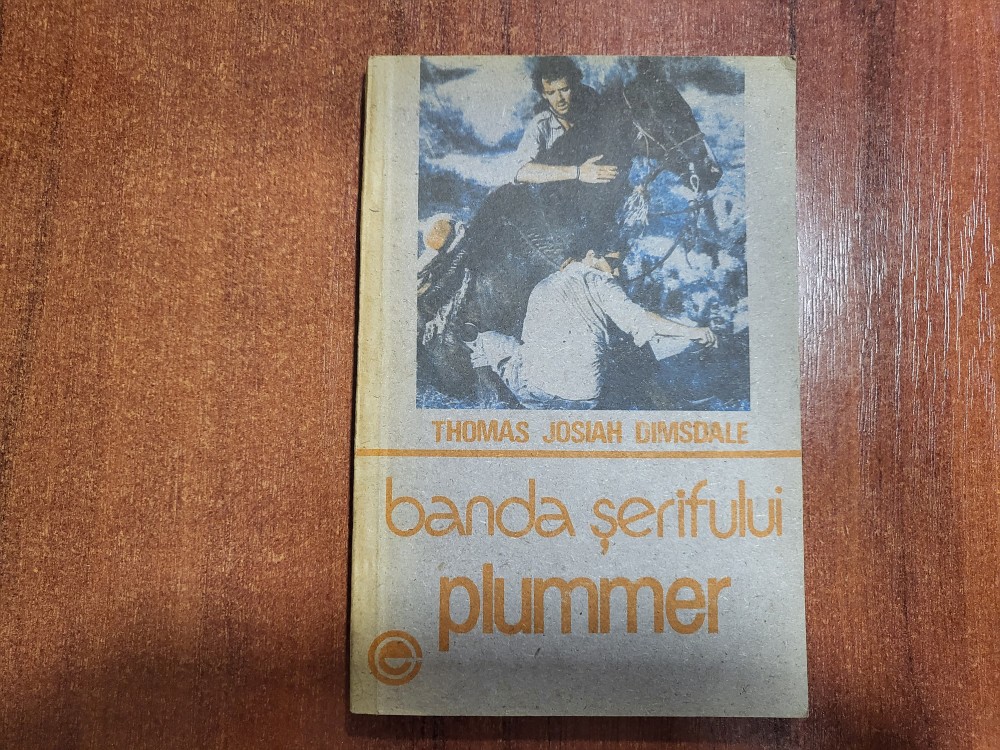 THOMAS JOSIAH DIMSDALE
banda șerifului
plummer
e